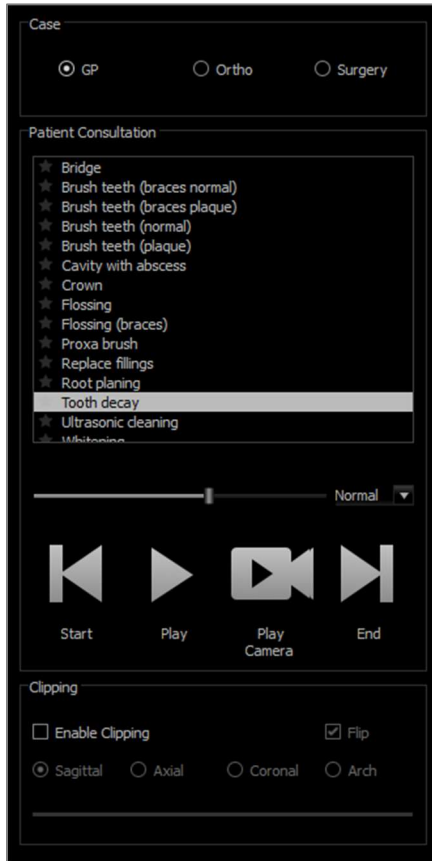 Case
GP Ortho Surgery
Patient Consultation
Bridge
Brush teeth (braces normal)
Brush teeth (braces plaque)
Brush teeth (normal)
Brush teeth (plaque)
Cavity with abscess
Crown
Flossing
Flossing (braces)
Proxa brush
Replace fillings
Root planing
Tooth decay
Ultrasonic cleaning
Whitening
Normal
Start Play Play Camera End
Clipping
Enable Clipping Flip
Sagittal Axial Coronal Arch